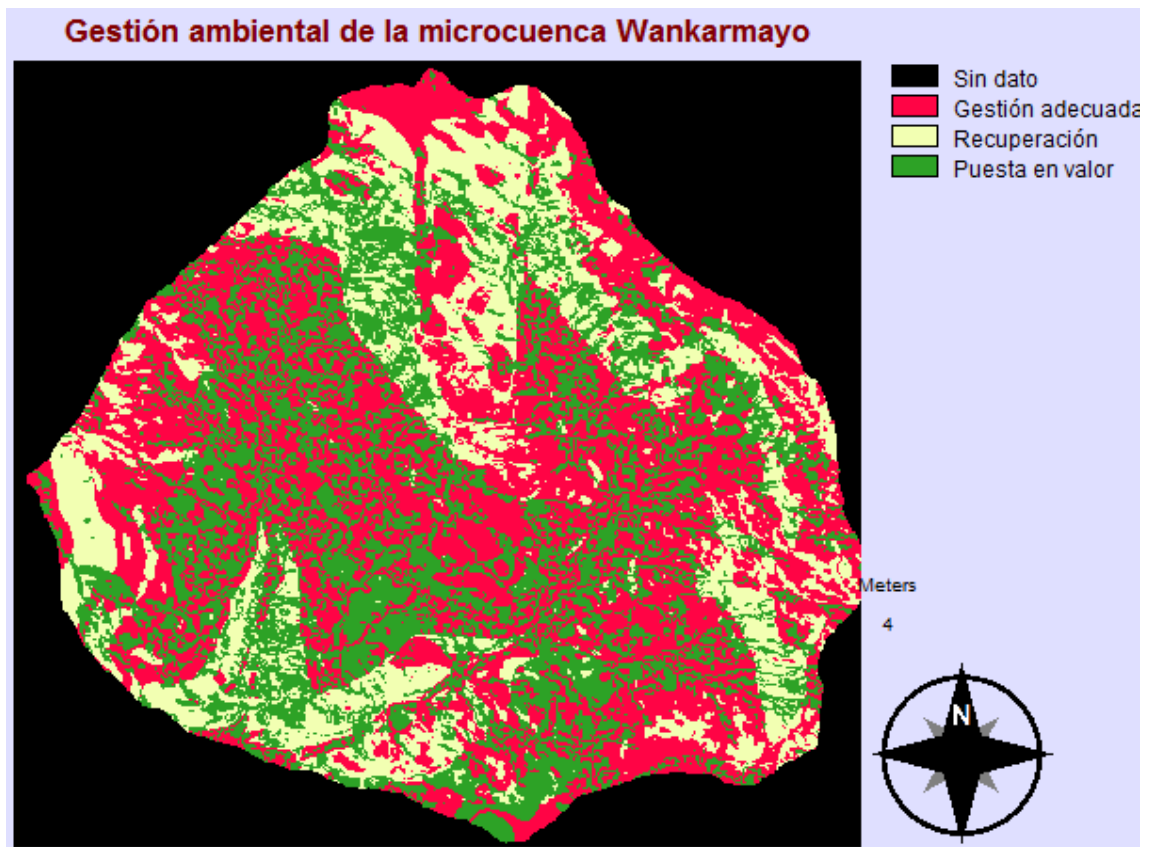 Gestión ambiental de la microcuenca Wankarmayo
Sin dato
Gestión adecuada
Recuperación
Puesta en valor
Meters
4
N